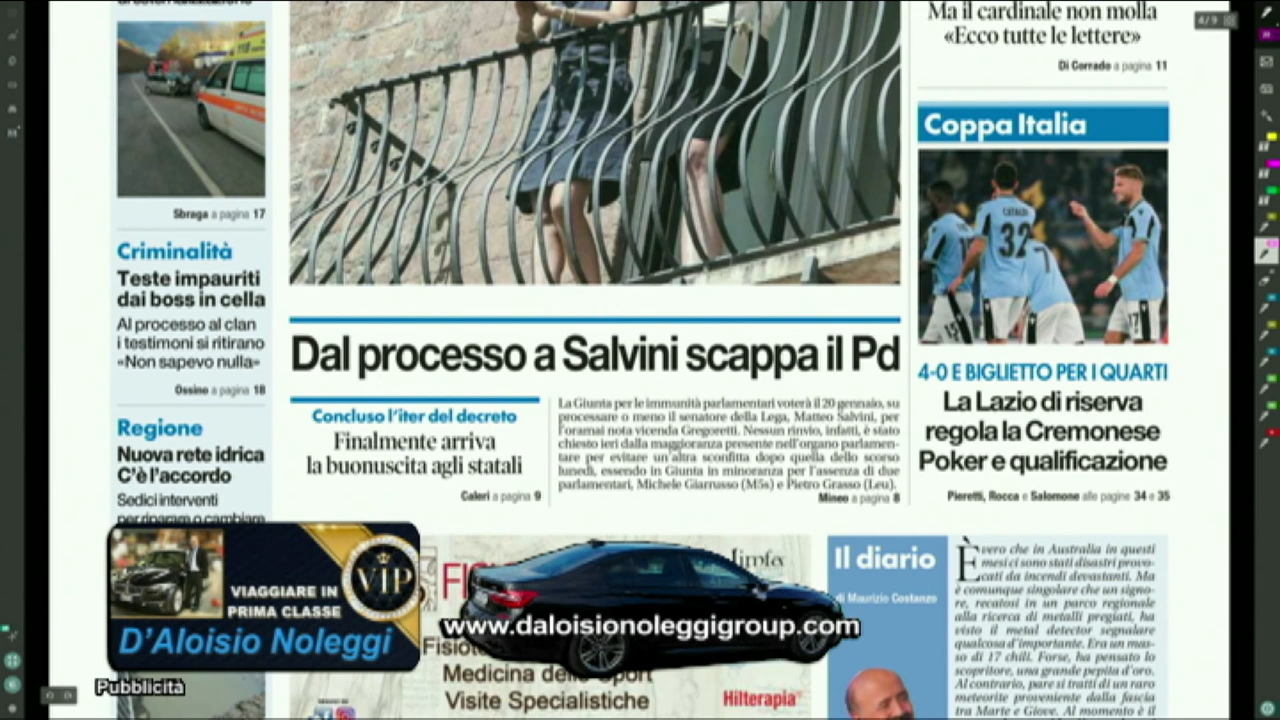 Sbraga a pagina 17
Criminalità
Teste impauriti
dai boss in cella
Al processo al clan
i testimoni si ritirano
«Non sapevo nulla»
Ossino a pagina 18
Regione
Nuova rete idrica
C'è l'accordo
Sedici interventi
per riparare o cambiare
118
Dal processo a Salvini scappa il Pd
Concluso l'iter del decreto
Finalmente arriva
la buonuscita agli statali
Caleri a pagina 9
La Giunta per le immunità parlamentari voterà il 20 gennaio, su
processare o meno il senatore della Lega, Matteo Salvini, per
l'oramai nota vicenda Gregoretti. Nessun rinvio, infatti, è stato
chiesto ieri dalla maggioranza presente nell'organo parlamen-
tare per evitare un'altra sconfitta dopo quella dello scorso
lunedì, essendo in Giunta in minoranza per l'assenza di due
parlamentari, Michele Giarrusso (M5s) e Pietro Grasso (Leu).
Mineo a pagina 8
Ma il cardinale non molla
«Ecco tutte le lettere»
Di Corrado a pagina 11
4/9
Coppa Italia
CATALDI
32
7
17
4-0 E BIGLIETTO PER I QUARTI
La Lazio di riserva
regola la Cremonese
Poker e qualificazione
Pieretti, Rocca e Salomone alle pagine 34 e 35
VIAGGIARE IN
PRIMA CLASSE
VIP
D'Aloisio Noleggi
Pubblicità
www.daloisionoleggigroup.com
Medicina dello Sport
Visite Specialistiche
Hilterapia®
Il diario
di Maurizio Costanzo
È vero che in Australia in questi
mesi ci sono stati disastri provo-
cati da incendi devastanti. Ma
è comunque singolare che un signo-
re, recatosi in un parco regionale
alla ricerca di metalli pregiati, ha
visto il metal detector segnalare
qualcosa d'importante. Era un mas-
so di 17 chili. Forse, ha pensato lo
scopritore, una grande pepita d'oro.
Al contrario, pare si tratti di un raro
meteorite proveniente dalla fascia
tra Marte e Giove. Al momento è il